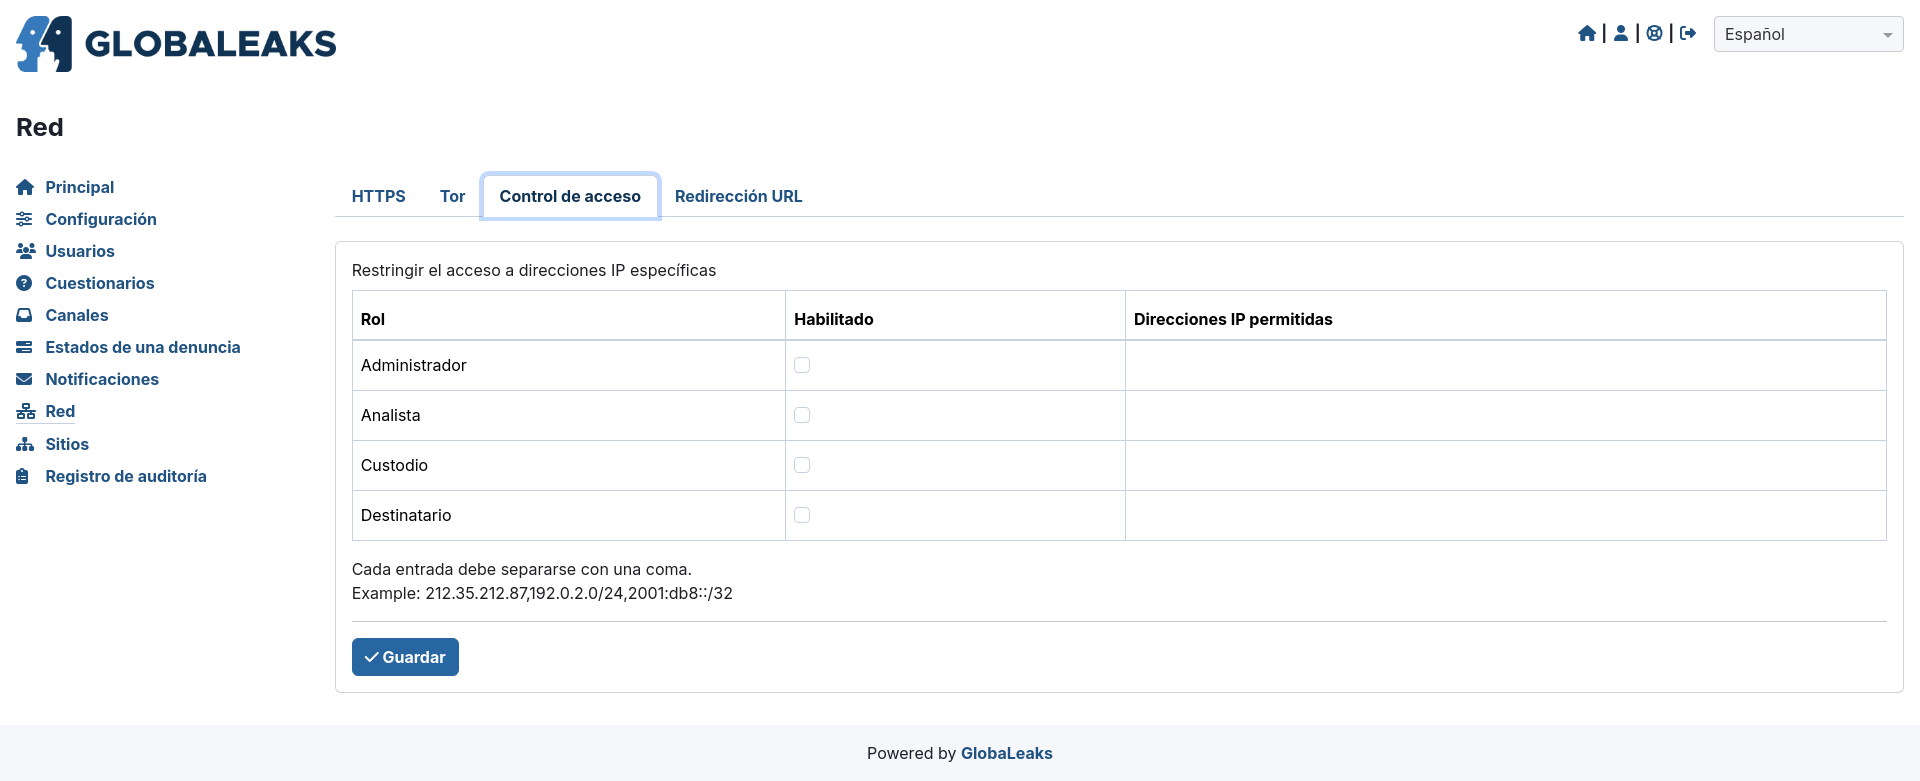 GLOBALEAKS
Español
Red
Principal
Configuración
Usuarios
Cuestionarios
Canales
Estados de una denuncia
Notificaciones
Red
Sitios
Registro de auditoría
HTTPS
Tor
Control de acceso
Redirección URL
Restringir el acceso a direcciones IP específicas
Rol Habilitado Direcciones IP permitidas
Administrador
Analista
Custodio
Destinatario
Cada entrada debe separarse con una coma.
Example: 212.35.212.87,192.0.2.0/24,2001:db8::/32
Guardar
Powered by GlobaLeaks